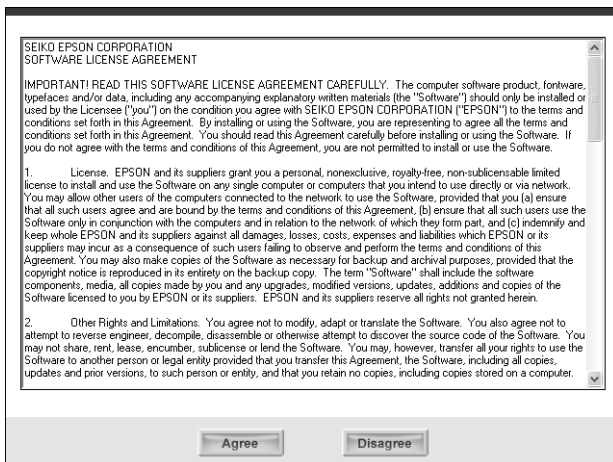 SEIKO EPSON CORPORATION
SOFTWARE LICENSE AGREEMENT
IMPORTANT! READ THIS SOFTWARE LICENSE AGREEMENT CAREFULLY. The computer software product, fontware,
typefaces and/or data, including any accompanying explanatory written materials (the "Software") should only be installed or
used by the Licensee ("you") on the condition you agree with SEIKO EPSON CORPORATION ("EPSON") to the terms and
conditions set forth in this Agreement. By installing or using the Software, you are representing to agree all the terms and
conditions set forth in this Agreement. You should read this Agreement carefully before installing or using the Software. If
you do not agree with the terms and conditions of this Agreement, you are not permitted to install or use the Software.
1. License. EPSON and its suppliers grant you a personal, nonexclusive, royalty-free, non-sublicensable limited
license to install and use the Software on any single computer or computers that you intend to use directly or via network.
You may allow other users of the computers connected to the network to use the Software, provided that you (a) ensure
that all such users agree and are bound by the terms and conditions of this Agreement, (b) ensure that all such users use the
Software only in conjunction with the computers and in relation to the network of which they form part, and (c) indemnify and
keep whole EPSON and its suppliers against all damages, losses, costs, expenses and liabilities which EPSON or its
suppliers may incur as a consequence of such users failing to observe and perform the terms and conditions of this
Agreement. You may also make copies of the Software as necessary for backup and archival purposes, provided that the
copyright notice is reproduced in its entirety on the backup copy. The term "Software" shall include the software
components, media, all copies made by you and any upgrades, modified versions, updates, additions and copies of the
Software licensed to you by EPSON or its suppliers. EPSON and its suppliers reserve all rights not granted herein.
2. Other Rights and Limitations. You agree not to modify, adapt or translate the Software. You also agree not to
attempt to reverse engineer, decompile, disassemble or otherwise attempt to discover the source code of the Software. You
may not share, rent, lease, encumber, sublicense or lend the Software. You may, however, transfer all your rights to use the
Software to another person or legal entity provided that you transfer this Agreement, the Software, including all copies,
updates and prior versions, to such person or entity, and that you retain no copies, including copies stored on a computer.
Agree Disagree